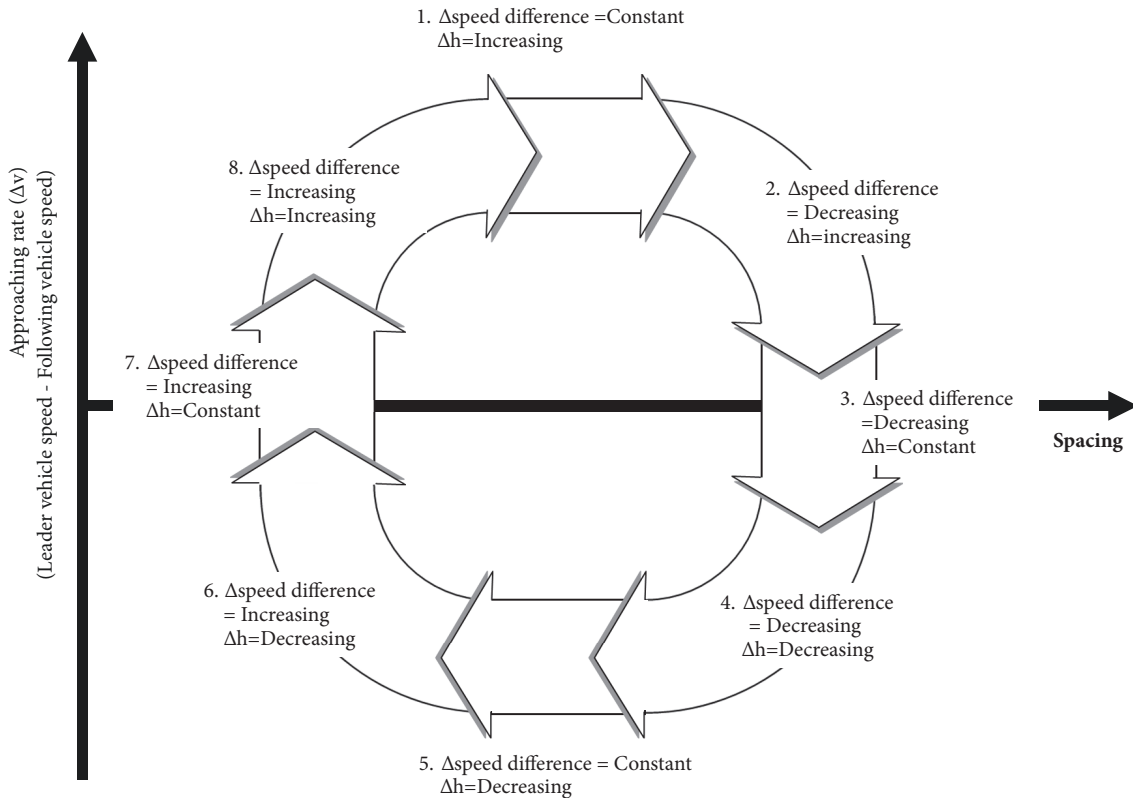 1. Δspeed difference =Constant
Δh=Increasing
8. Δspeed difference
= Increasing
Δh=Increasing
2. Δspeed difference
= Decreasing
Δh=increasing
Approaching rate (Δv)
(Leader vehicle speed - Following vehicle speed)
7. Δspeed difference
= Increasing
Δh=Constant
3. Δspeed difference
=Decreasing
Δh=Constant
Spacing
6. Δspeed difference
= Increasing
Δh=Decreasing
4. Δspeed difference
= Decreasing
Δh=Decreasing
5. Δspeed difference = Constant
Δh=Decreasing